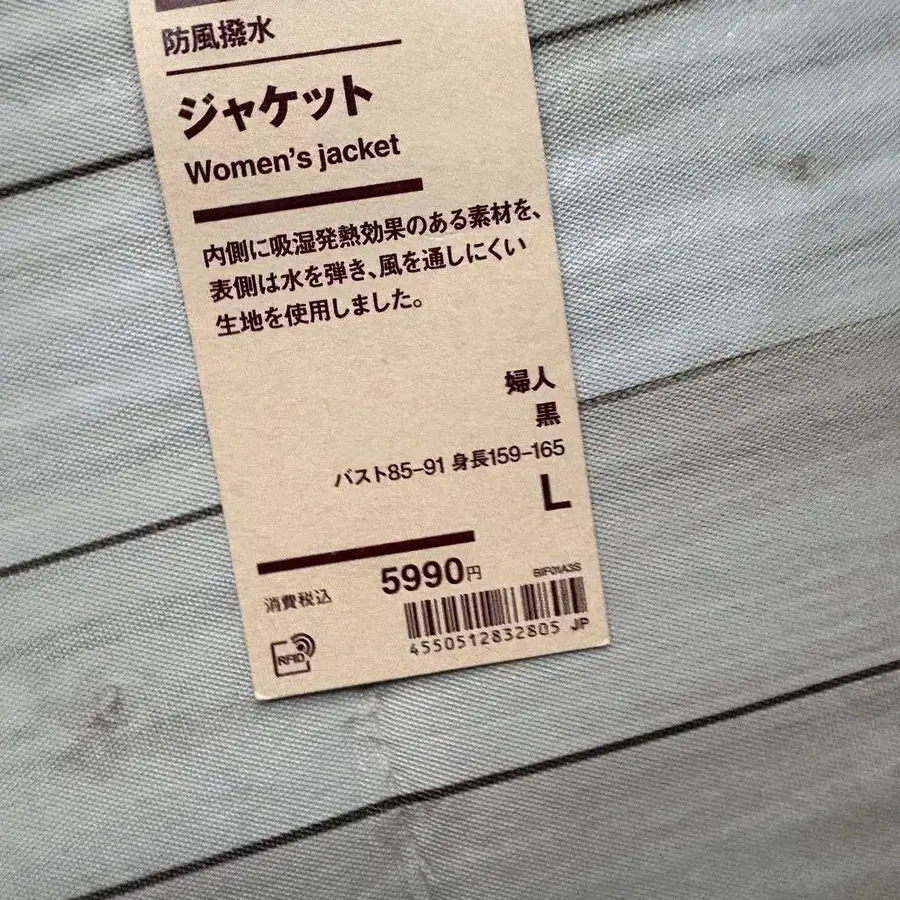 防風撥水
ジャケット
Women's jacket
内側に吸湿発熱効果のある素材を、
表側は水を弾き、風を通しにくい
生地を使用しました。
婦人
黒
バスト85–91 身長159–165
L
消費税込 5990円
BIF01A3S
4550512832805 JP
RFID